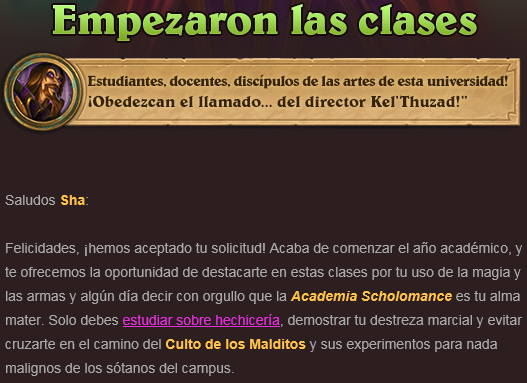 Empezaron las clases
Estudiantes, docentes, discípulos de las artes de esta universidad!
¡Obedezcan el llamado... del director Kel'Thuzad!"
Saludos Sha:
Felicidades, ¡hemos aceptado tu solicitud! Acaba de comenzar el año académico, y
te ofrecemos la oportunidad de destacarte en estas clases por tu uso de la magia y
las armas y algún día decir con orgullo que la Academia Scholomance es tu alma
mater. Solo debes estudiar sobre hechicería, demostrar tu destreza marcial y evitar
cruzarte en el camino del Culto de los Malditos y sus experimentos para nada
malignos de los sótanos del campus.